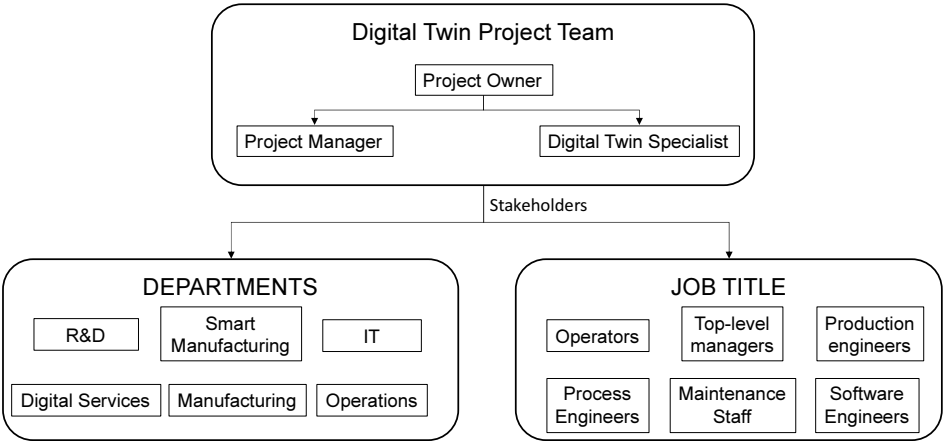 Digital Twin Project Team
Project Owner
Project Manager
Digital Twin Specialist
Stakeholders
DEPARTMENTS
R&D
Smart
Manufacturing
IT
Digital Services
Manufacturing
Operations
JOB TITLE
Operators
Top-level
managers
Production
engineers
Process
Engineers
Maintenance
Staff
Software
Engineers